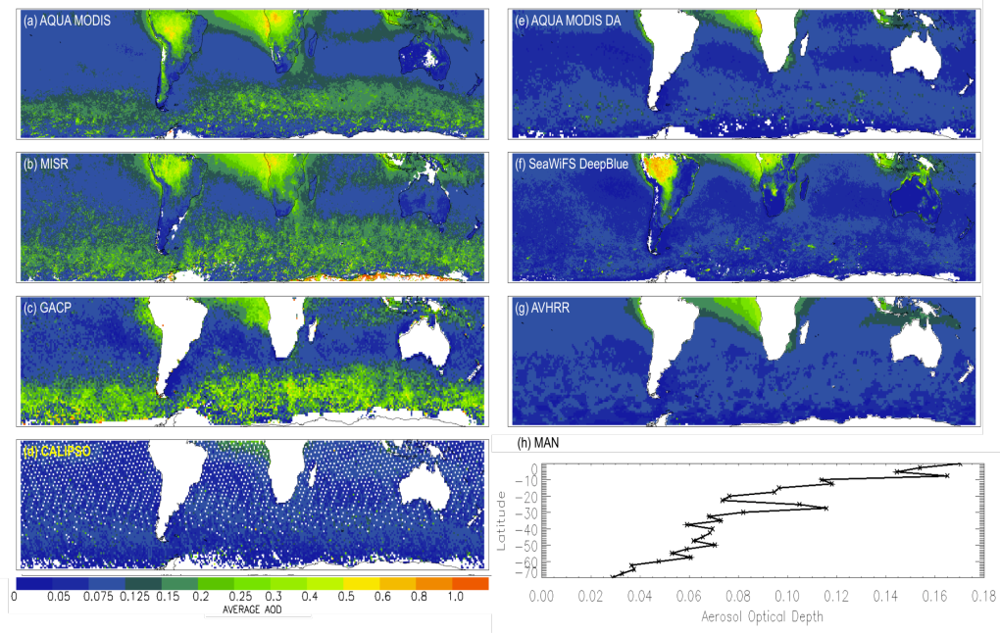 (a) AQUA MODIS
(e) AQUA MODIS DA
(b) MISR
(f) SeaWiFS DeepBlue
(c) GACP
(g) AVHRR
(d) CALIPSO
(h) MAN
0
-10
-20
-30
-40
-50
-60
-70
Latitude
0.00 0.02 0.04 0.06 0.08 0.10 0.12 0.14 0.16 0.18
Aerosol Optical Depth
0 0.05 0.075 0.125 0.15 0.2 0.25 0.3 0.4 0.5 0.6 0.8 1.0
AVERAGE AOD